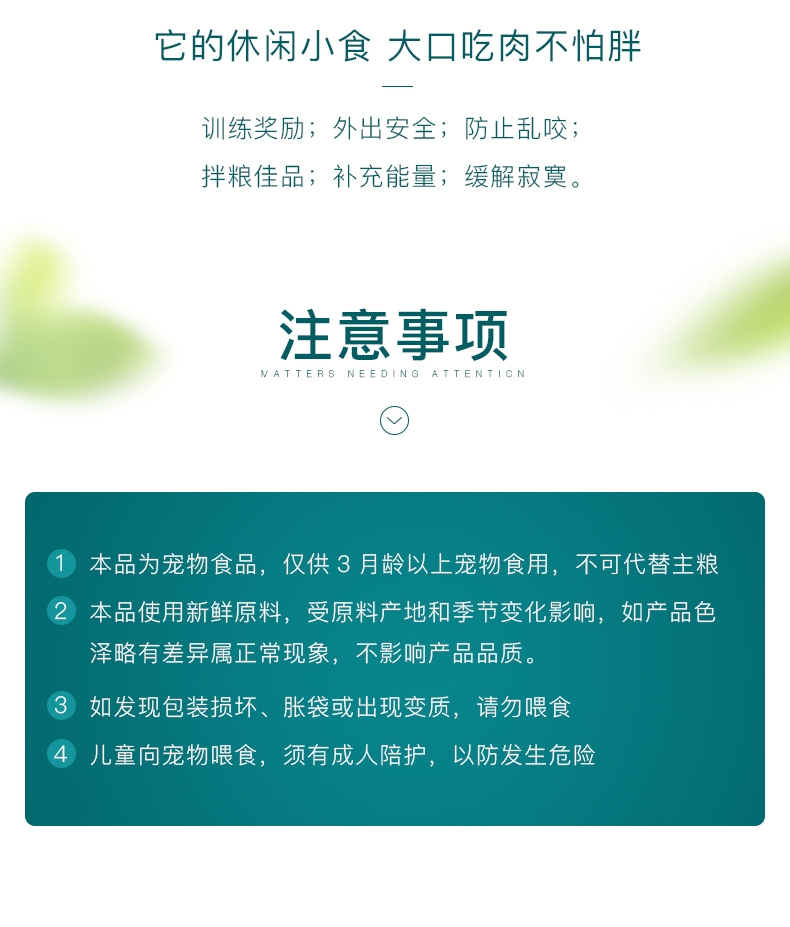 它的休闲小食 大口吃肉不怕胖
训练奖励；外出安全；防止乱咬；
拌粮佳品；补充能量；缓解寂寞。
注意事项
MATTERS NEEDING ATTENTION
1 本品为宠物食品，仅供 3 月龄以上宠物食用，不可代替主粮
2 本品使用新鲜原料，受原料产地和季节变化影响，如产品色
泽略有差异属正常现象，不影响产品品质。
3 如发现包装损坏、胀袋或出现变质，请勿喂食
4 儿童向宠物喂食，须有成人陪护，以防发生危险